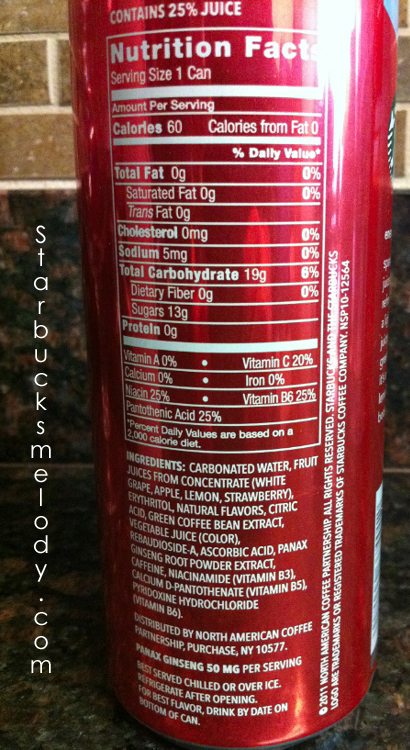 CONTAINS 25% JUICE
Nutrition Facts
Serving Size 1 Can
Amount Per Serving
Calories 60 Calories from Fat 0
% Daily Value*
Total Fat 0g 0%
Saturated Fat 0g 0%
Trans Fat 0g
Cholesterol 0mg 0%
Sodium 5mg 0%
Total Carbohydrate 19g 6%
Dietary Fiber 0g 0%
Sugars 13g
Protein 0g
Vitamin A 0% • Vitamin C 20%
Calcium 0% • Iron 0%
Niacin 25% • Vitamin B6 25%
Pantothenic Acid 25%
*Percent Daily Values are based on a
2,000 calorie diet.
INGREDIENTS: CARBONATED WATER, FRUIT
JUICES FROM CONCENTRATE (WHITE
GRAPE, APPLE, LEMON, STRAWBERRY),
ERYTHRITOL, NATURAL FLAVORS, CITRIC
ACID, GREEN COFFEE BEAN EXTRACT,
VEGETABLE JUICE (COLOR),
REBAUDIOSIDE-A, ASCORBIC ACID, PANAX
GINSENG ROOT POWDER EXTRACT,
CAFFEINE, NIACINAMIDE (VITAMIN B3),
CALCIUM D-PANTOTHENATE (VITAMIN B5),
PYRIDOXINE HYDROCHLORIDE
(VITAMIN B6).
DISTRIBUTED BY NORTH AMERICAN COFFEE
PARTNERSHIP, PURCHASE, NY 10577.
PANAX GINSENG 50 MG PER SERVING
BEST SERVED CHILLED OR OVER ICE.
REFRIGERATE AFTER OPENING.
FOR BEST FLAVOR, DRINK BY DATE ON
BOTTOM OF CAN.
© 2011 NORTH AMERICAN COFFEE PARTNERSHIP. ALL RIGHTS RESERVED. STARBUCKS AND THE STARBUCKS
LOGO ARE TRADEMARKS OR REGISTERED TRADEMARKS OF STARBUCKS COFFEE COMPANY. NSP10-12564
Starbucksmelody.com